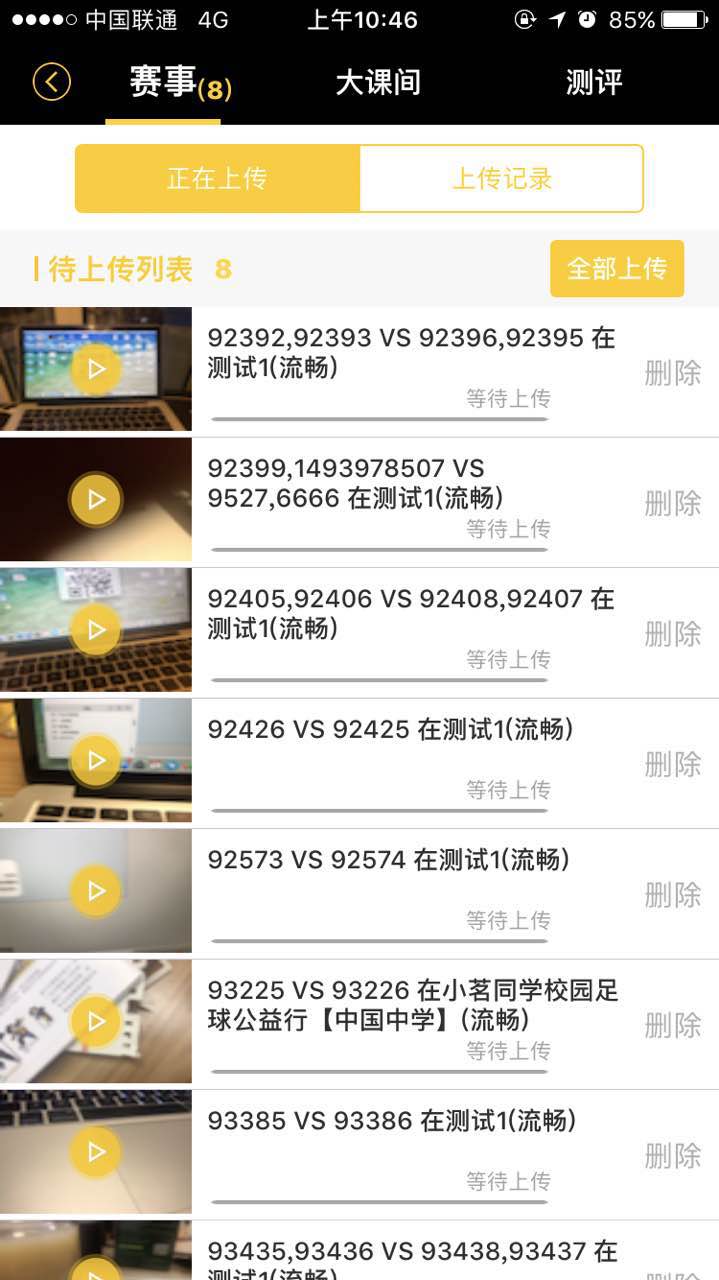 中国联通 4G 上午10:46 85%
赛事(8) 大课间 测评
正在上传 上传记录
待上传列表 8 全部上传
92392,92393 VS 92396,92395 在
测试1(流畅)
删除
等待上传
92399,1493978507 VS
9527,6666 在测试1(流畅)
删除
等待上传
92405,92406 VS 92408,92407 在
测试1(流畅)
删除
等待上传
92426 VS 92425 在测试1(流畅)
删除
等待上传
92573 VS 92574 在测试1(流畅)
删除
等待上传
93225 VS 93226 在小茗同学校园足
球公益行【中国中学】(流畅)
删除
等待上传
93385 VS 93386 在测试1(流畅)
删除
等待上传
93435,93436 VS 93438,93437 在
测试1(流畅)
删除